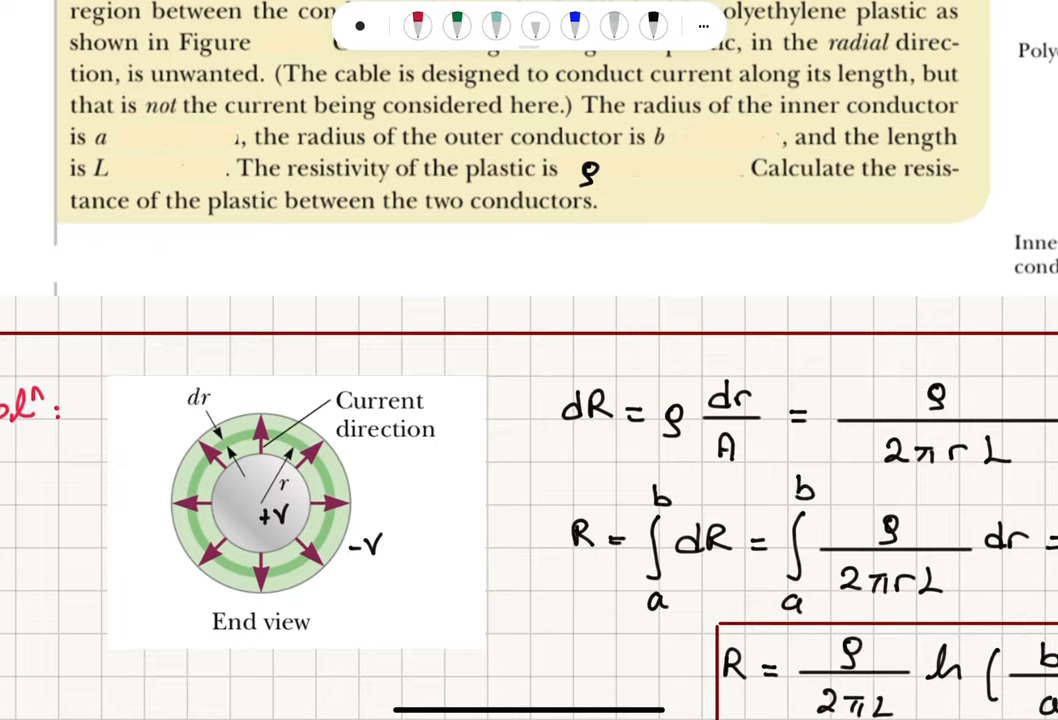 region between the con olyethylene plastic as
shown in Figure ic, in the radial direc-
tion, is unwanted. (The cable is designed to conduct current along its length, but
that is not the current being considered here.) The radius of the inner conductor
is a , the radius of the outer conductor is b , and the length
is L . The resistivity of the plastic is ρ . Calculate the resis-
tance of the plastic between the two conductors.
Poly
Inne
cond
olⁿ:
dr
Current
direction
r
+V
-V
End view
dR = ρ dr/A = ρ/2πrL
R = ∫ₐᵇ dR = ∫ₐᵇ ρ/2πrL dr =
R = ρ/2πL ln (b/a